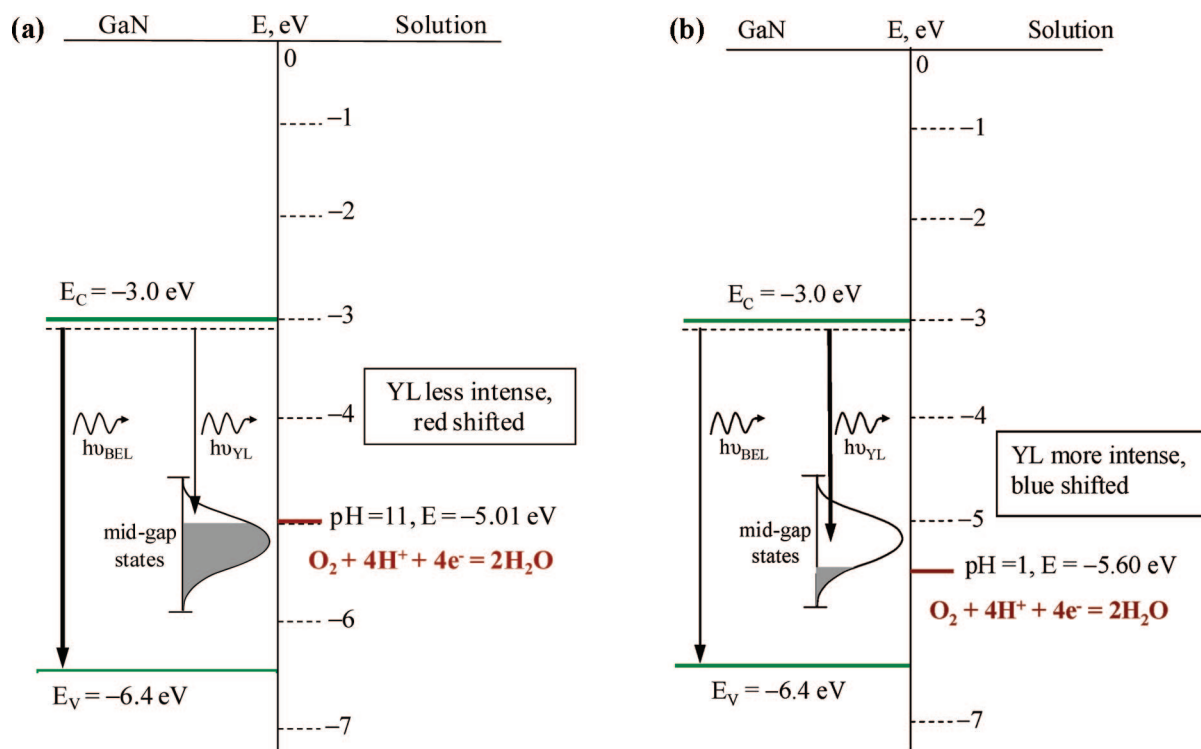 (a)
GaN
E, eV
Solution
0
–1
–2
E_C = –3.0 eV
–3
YL less intense,
red shifted
–4
hυ_BEL
hυ_YL
mid-gap
states
pH =11, E = –5.01 eV
O₂ + 4H⁺ + 4e⁻ = 2H₂O
–6
E_V = –6.4 eV
–7
(b)
GaN
E, eV
Solution
0
–1
–2
E_C = –3.0 eV
–3
–4
hυ_BEL
hυ_YL
YL more intense,
blue shifted
mid-gap
states
–5
pH =1, E = –5.60 eV
O₂ + 4H⁺ + 4e⁻ = 2H₂O
E_V = –6.4 eV
–7